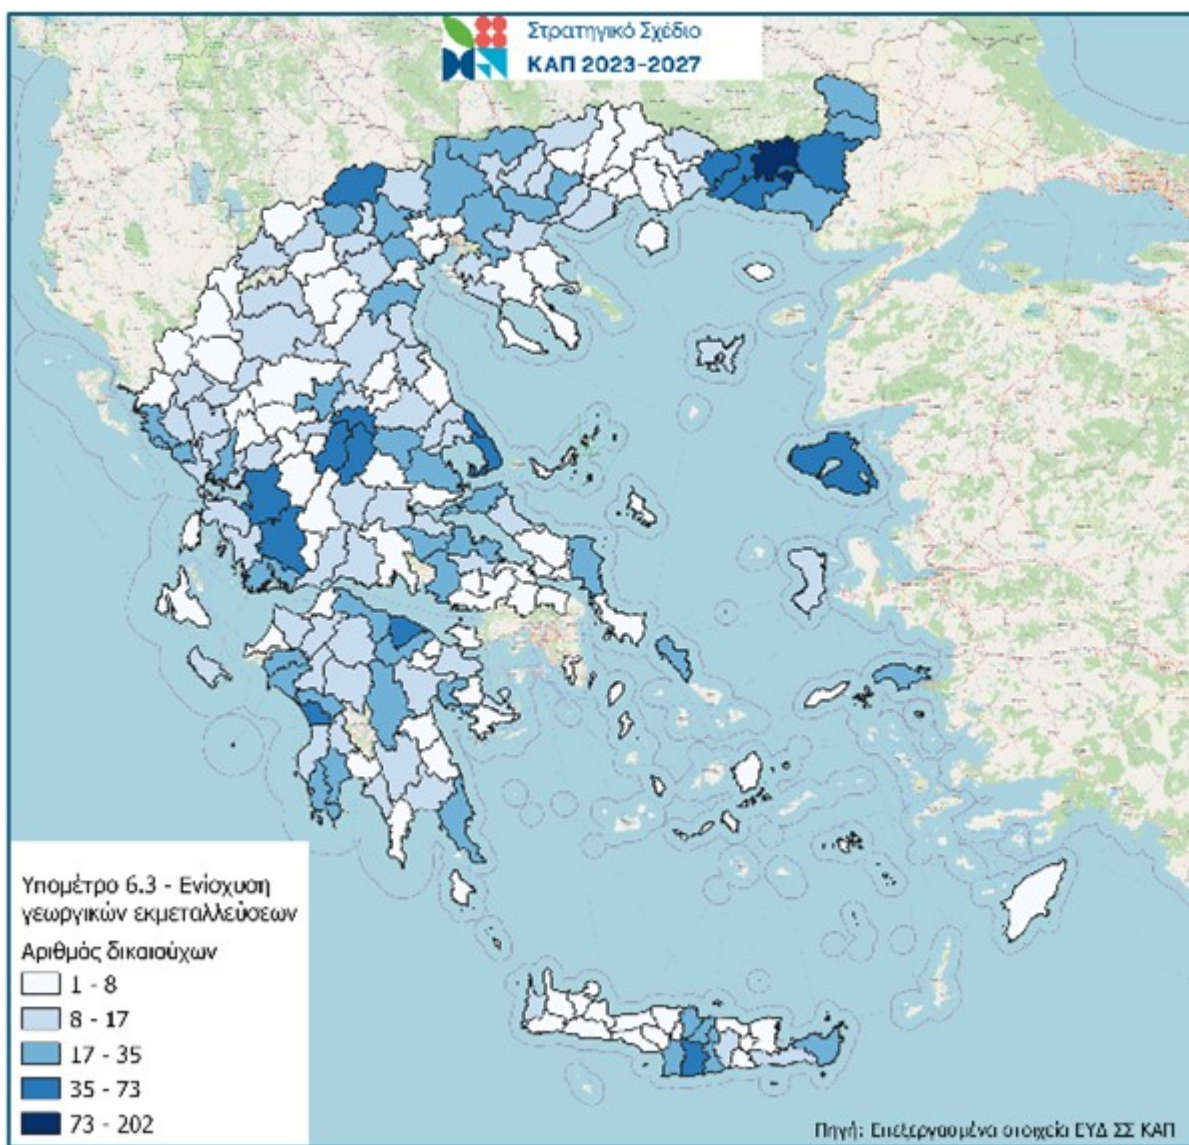 Στρατηγικό Σχέδιο
ΚΑΠ 2023-2027
Υπομέτρο 6.3 - Ενίσχυση
γεωργικών εκμεταλλεύσεων
Αριθμός δικαιούχων
1 - 8
8 - 17
17 - 35
35 - 73
73 - 202
Πηγή: Επεξεργασμένα στοιχεία ΕΥΔ ΣΣ ΚΑΠ